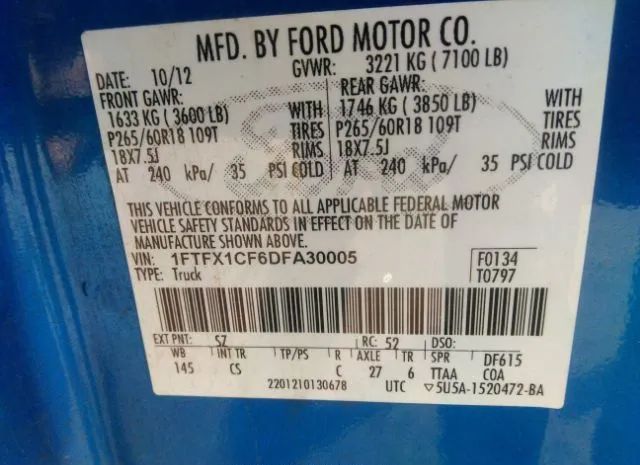 MFD. BY FORD MOTOR CO.
DATE: 10/12 GVWR: 3221 KG ( 7100 LB)
FRONT GAWR: REAR GAWR:
1633 KG ( 3600 LB) WITH 1746 KG ( 3850 LB) WITH
P265/60R18 109T TIRES P265/60R18 109T TIRES
18X7.5J RIMS 18X7.5J RIMS
AT 240 kPa/ 35 PSI COLD AT 240 kPa/ 35 PSI COLD
THIS VEHICLE CONFORMS TO ALL APPLICABLE FEDERAL MOTOR
VEHICLE SAFETY STANDARDS IN EFFECT ON THE DATE OF
MANUFACTURE SHOWN ABOVE.
VIN: 1FTFX1CF6DFA30005 F0134
TYPE: Truck T0797
EXT PNT: SZ RC: 52 DSO:
WB INT TR TP/PS R AXLE TR SPR DF615
145 CS C 27 6 TTAA COA
2201210130678 UTC ▽5U5A-1520472-BA